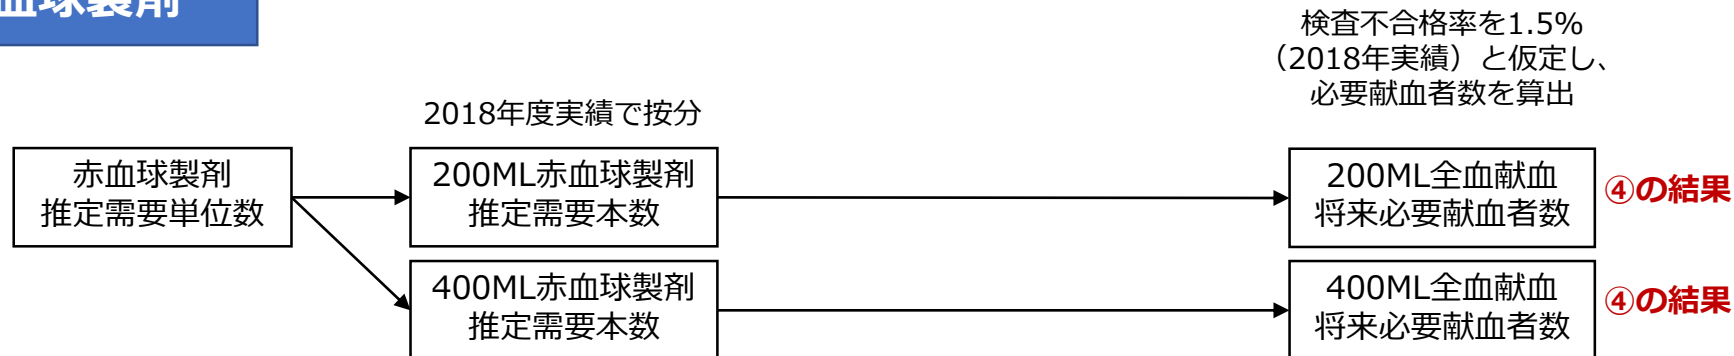 血球製剤
検査不合格率を1.5%
（2018年実績）と仮定し、
必要献血者数を算出
2018年度実績で按分
赤血球製剤
推定需要単位数
200ML赤血球製剤
推定需要本数
200ML全血献血
将来必要献血者数
④の結果
400ML赤血球製剤
推定需要本数
400ML全血献血
将来必要献血者数
④の結果